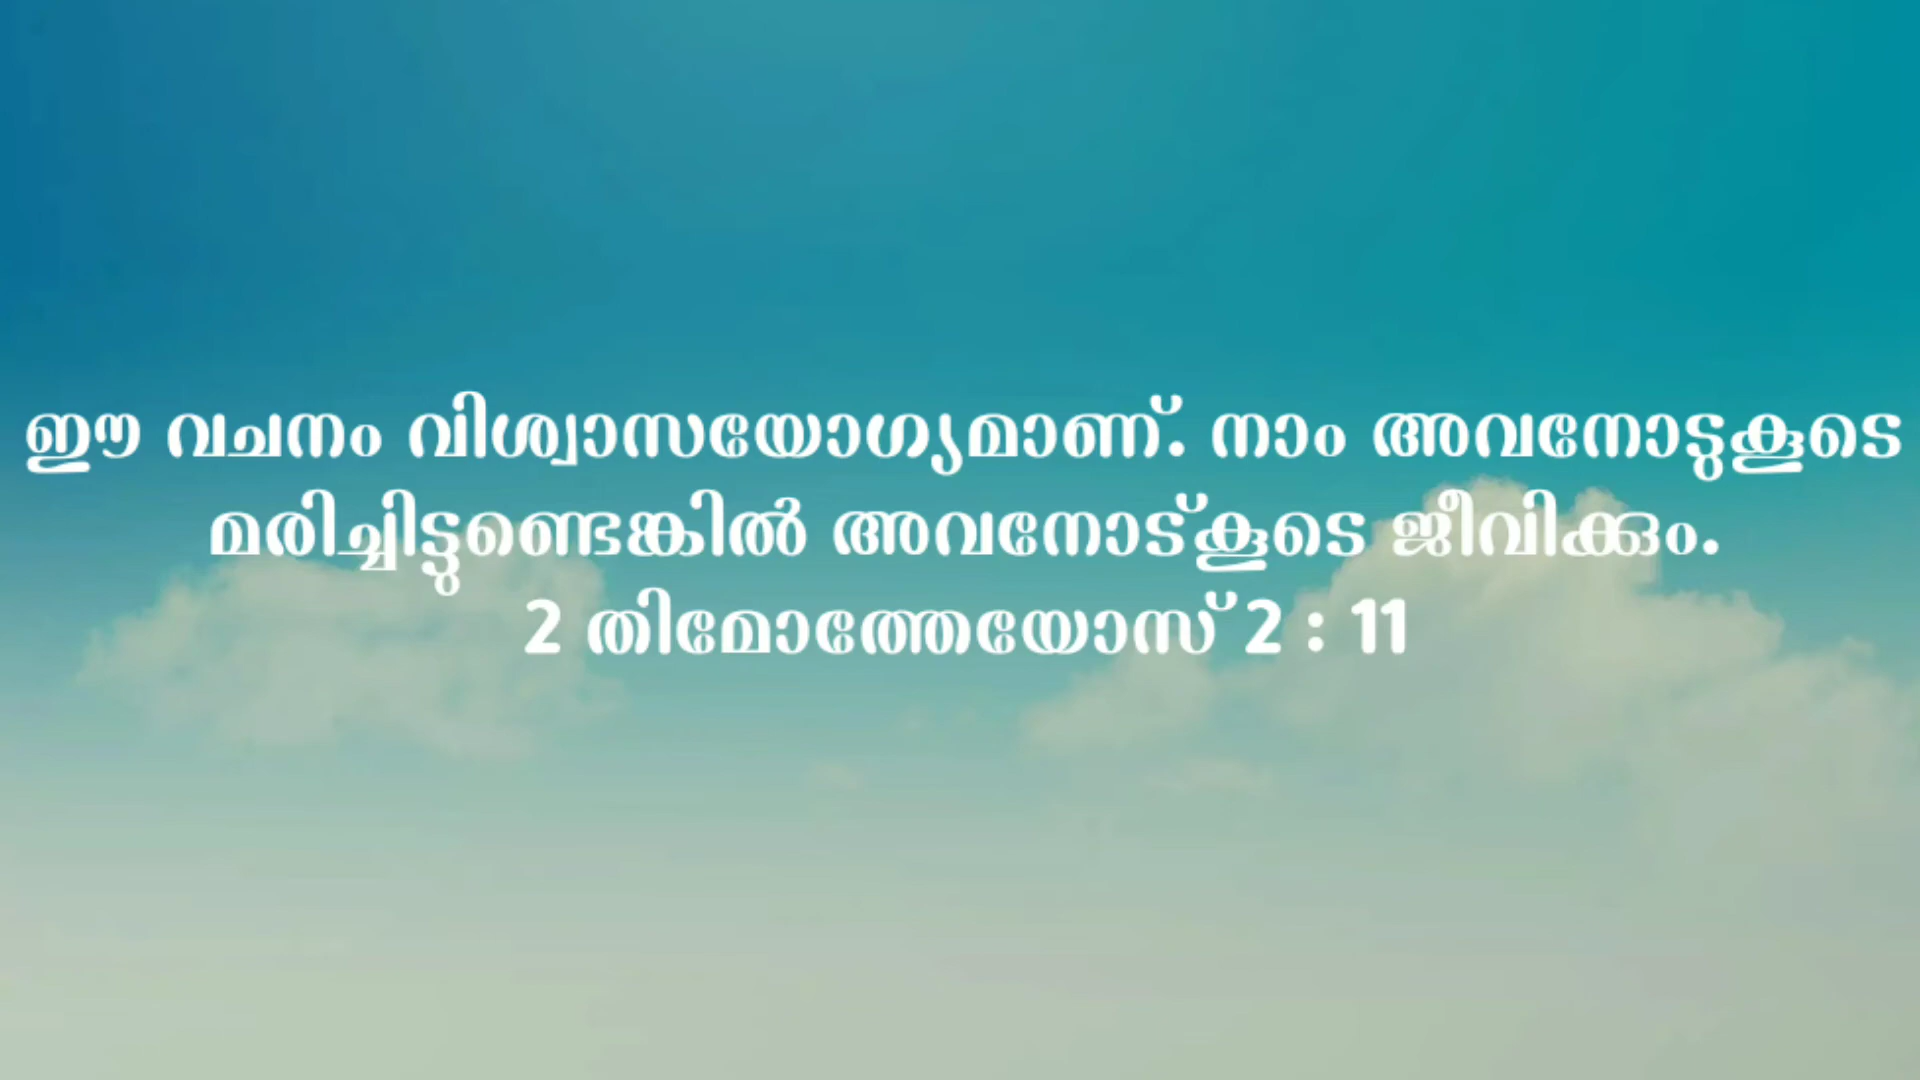 ഈ വചനം വിശ്വാസയോഗ്യമാണ്. നാം അവനോടുകൂടെ
മരിച്ചിട്ടുണ്ടെങ്കിൽ അവനോട്കൂടെ ജീവിക്കും.
2 തിമോത്തേയോസ് 2 : 11